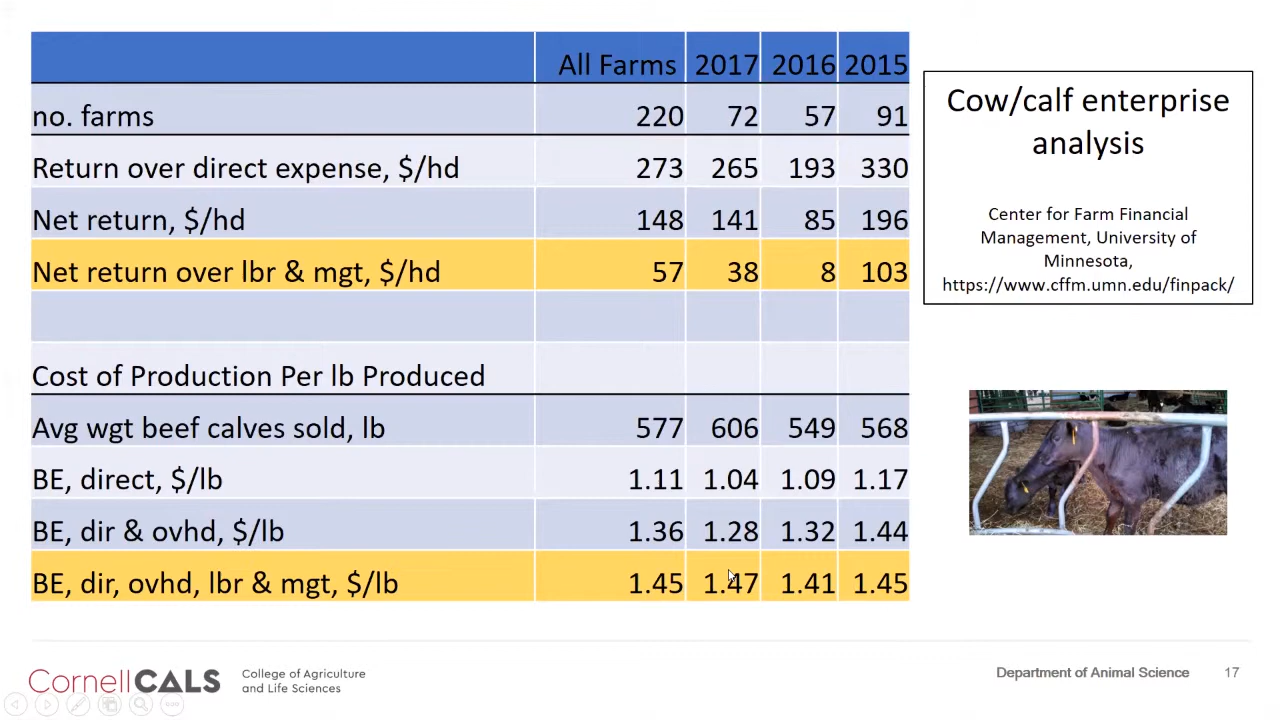 All Farms 2017 2016 2015
no. farms 220 72 57 91
Return over direct expense, $/hd 273 265 193 330
Net return, $/hd 148 141 85 196
Net return over lbr & mgt, $/hd 57 38 8 103
Cost of Production Per lb Produced
Avg wgt beef calves sold, lb 577 606 549 568
BE, direct, $/lb 1.11 1.04 1.09 1.17
BE, dir & ovhd, $/lb 1.36 1.28 1.32 1.44
BE, dir, ovhd, lbr & mgt, $/lb 1.45 1.47 1.41 1.45
Cow/calf enterprise
analysis
Center for Farm Financial
Management, University of
Minnesota,
https://www.cffm.umn.edu/finpack/
CornellCALS
College of Agriculture
and Life Sciences
Department of Animal Science 17